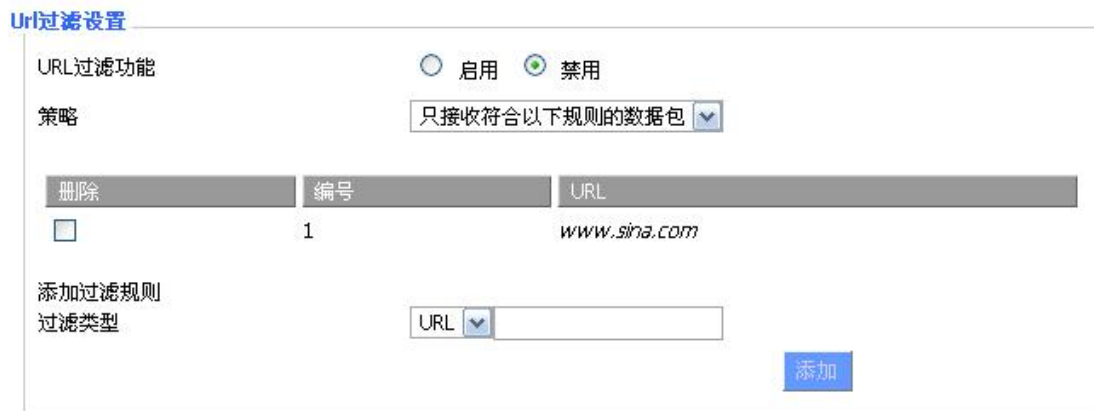 Url过滤设置
URL过滤功能 启用 禁用
策略 只接收符合以下规则的数据包
删除 编号 URL
1 www.sina.com
添加过滤规则
过滤类型 URL
添加